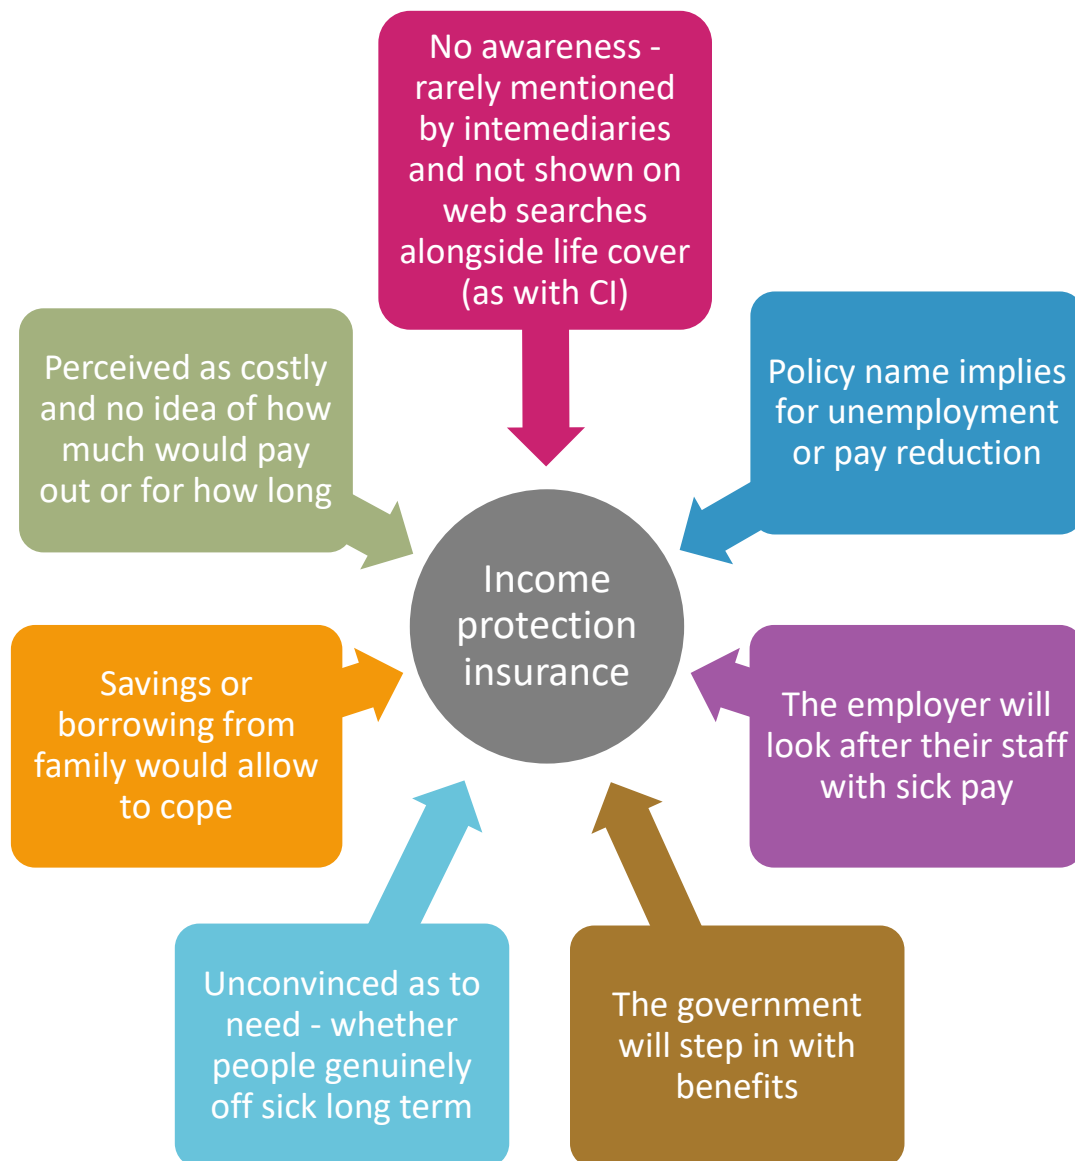 No awareness -
rarely mentioned
by intemediaries
and not shown on
web searches
alongside life cover
(as with CI)
Policy name implies
for unemployment
or pay reduction
The employer will
look after their staff
with sick pay
The government
will step in with
benefits
Unconvinced as to
need - whether
people genuinely
off sick long term
Savings or
borrowing from
family would allow
to cope
Perceived as costly
and no idea of how
much would pay
out or for how long
Income
protection
insurance